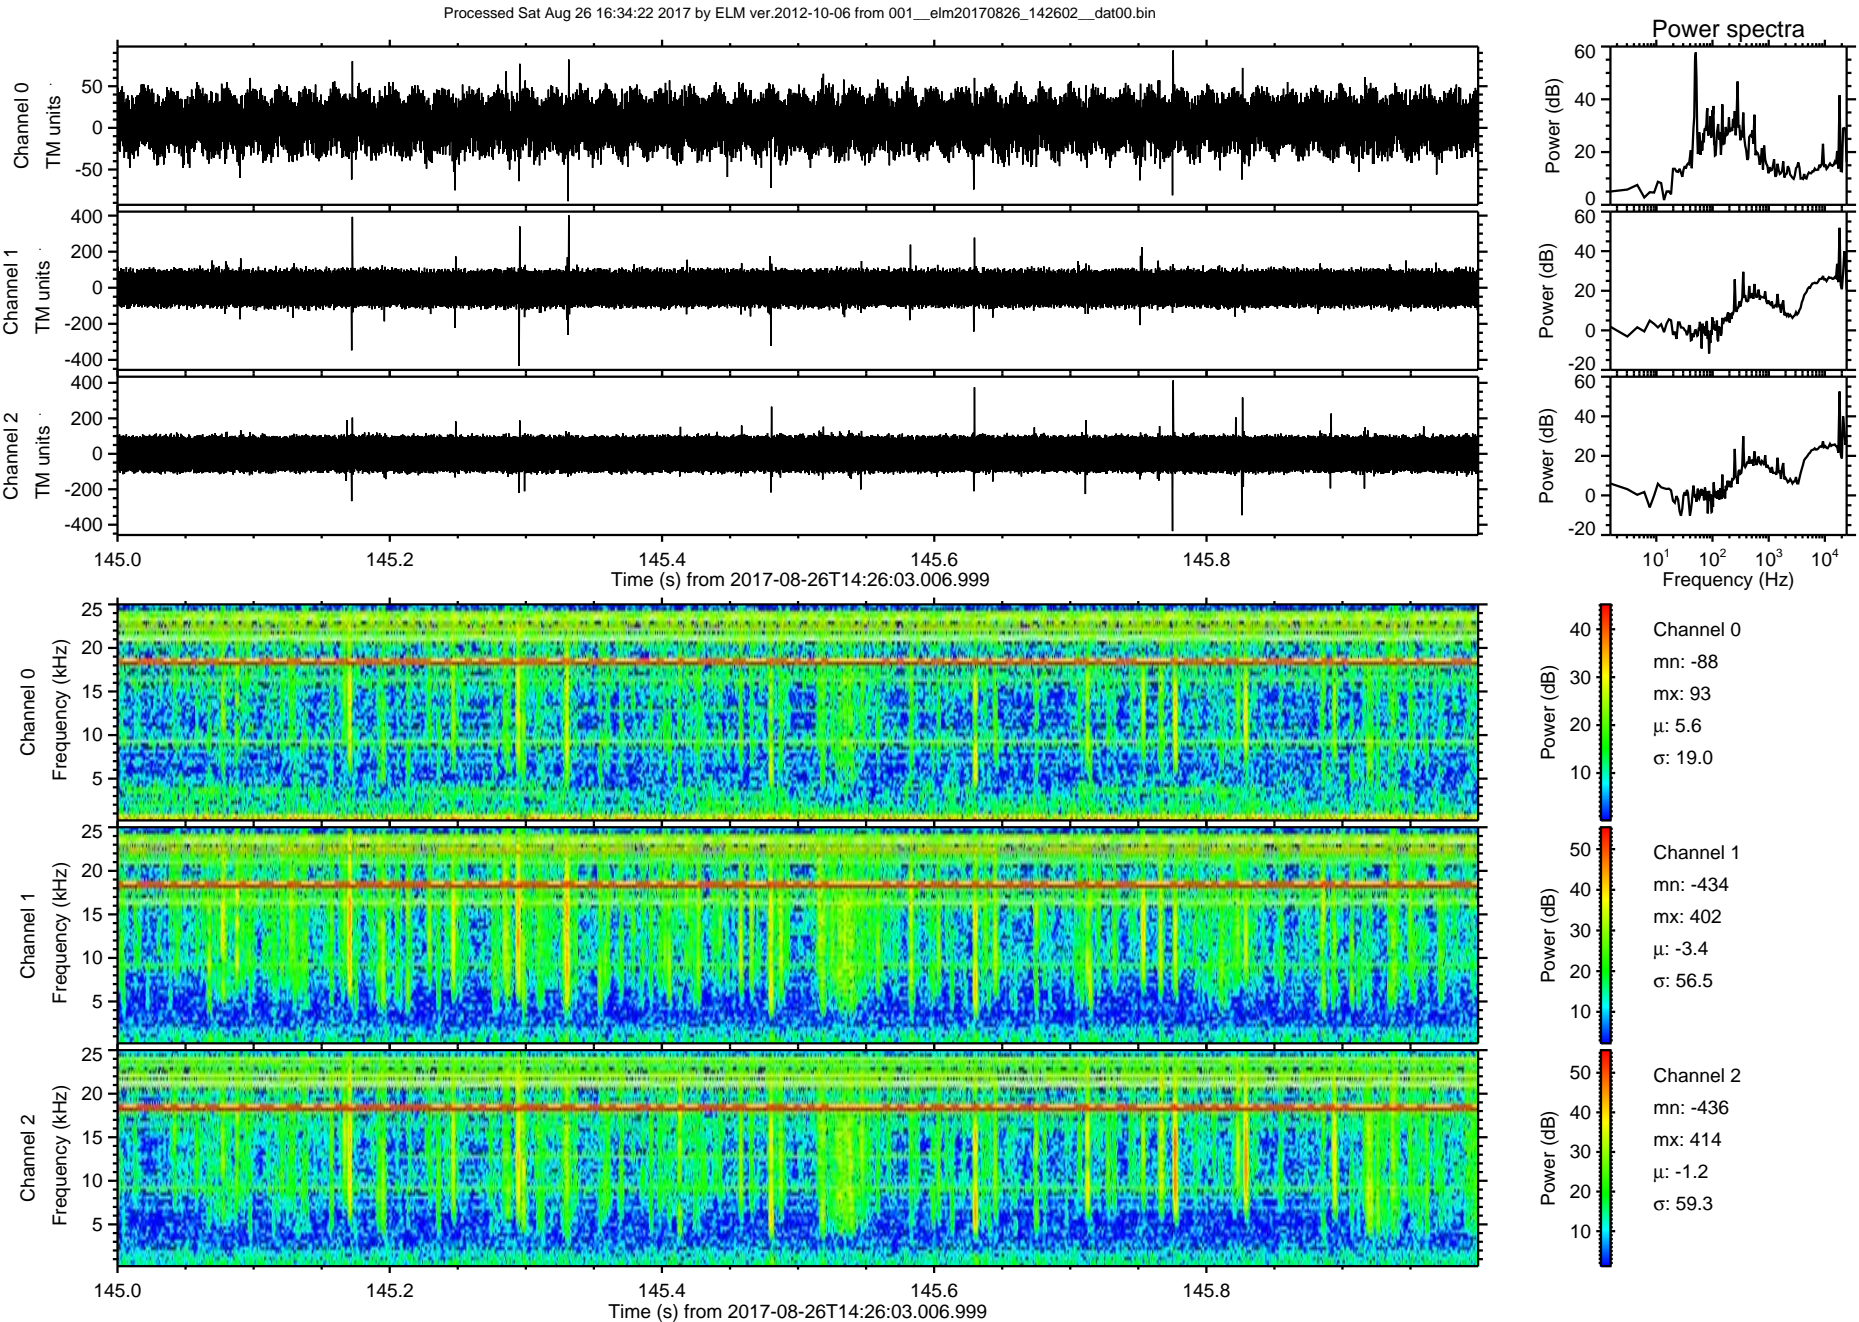 Processed Sat Aug 26 16:34:22 2017 by ELM ver.2012-10-06 from 001__elm20170826_142602__dat00.bin
Power spectra
Channel 0
TM units
50
0
-50
Power (dB)
60
40
20
0
Channel 1
TM units
400
200
0
-200
-400
Power (dB)
60
40
20
0
-20
Channel 2
TM units
400
200
0
-200
-400
Power (dB)
60
40
20
0
-20
145.0 145.2 145.4 145.6 145.8
Time (s) from 2017-08-26T14:26:03.006.999
10^1 10^2 10^3 10^4
Frequency (Hz)
Channel 0
Frequency (kHz)
25
20
15
10
5
Power (dB)
40
30
20
10
Channel 0
mn: -88
mx: 93
μ: 5.6
σ: 19.0
Channel 1
Frequency (kHz)
25
20
15
10
5
Power (dB)
50
40
30
20
10
Channel 1
mn: -434
mx: 402
μ: -3.4
σ: 56.5
Channel 2
Frequency (kHz)
25
20
15
10
5
Power (dB)
50
40
30
20
10
Channel 2
mn: -436
mx: 414
μ: -1.2
σ: 59.3
145.0 145.2 145.4 145.6 145.8
Time (s) from 2017-08-26T14:26:03.006.999